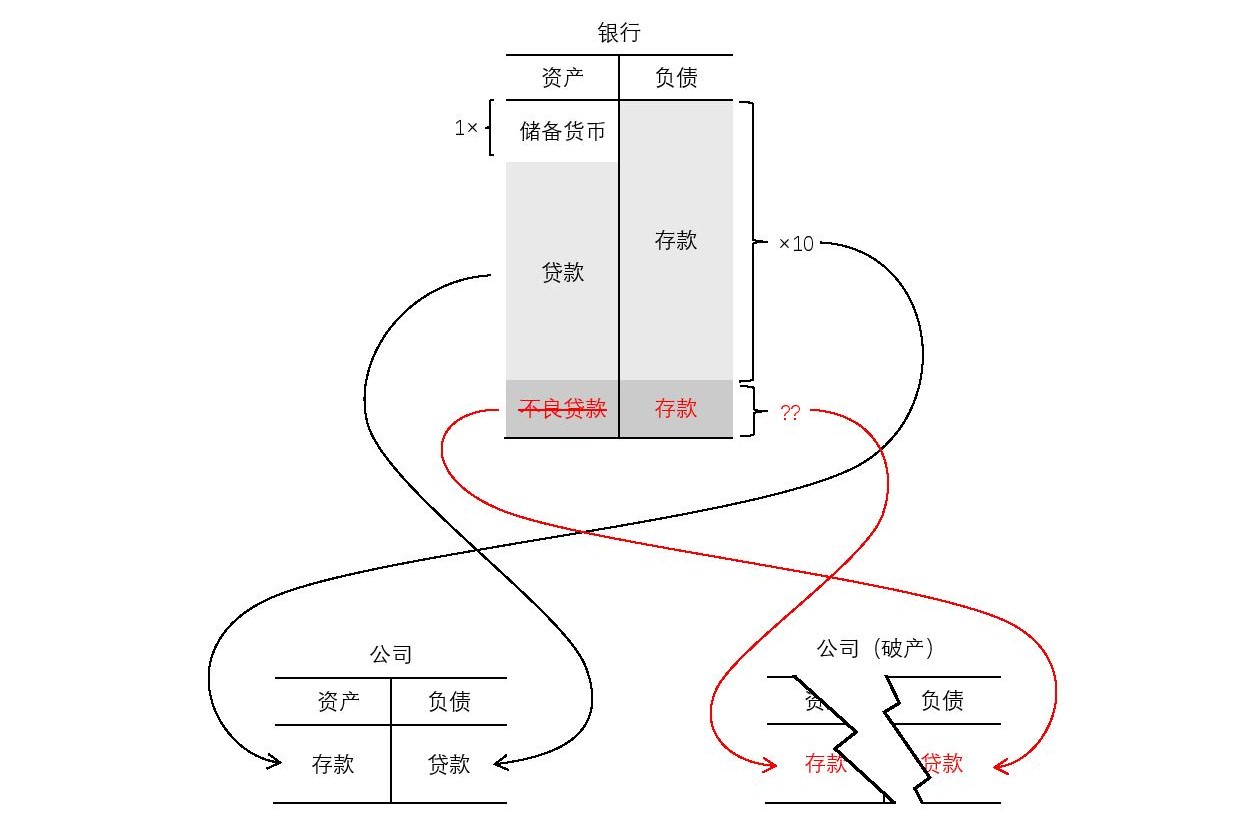 银行
资产 负债
1× 储备货币
存款 ×10
贷款
不良贷款 存款 ??
公司 公司（破产）
资产 负债 资 负债
存款 贷款 存款 贷款